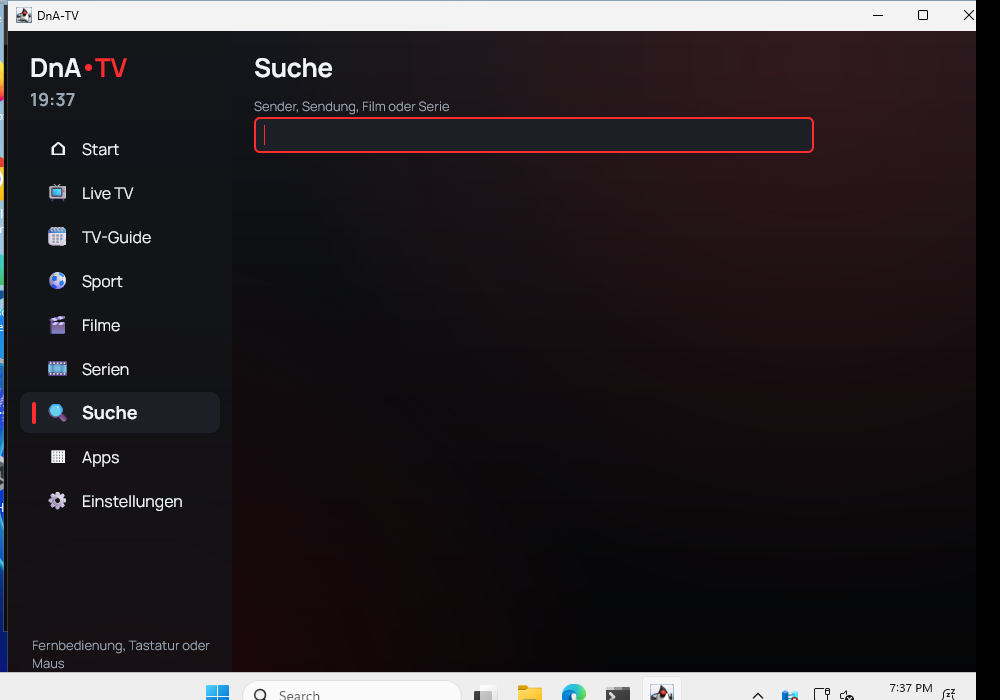 DnA-TV
DnA•TV
19:37
Start
Live TV
TV-Guide
Sport
Filme
Serien
Suche
Apps
Einstellungen
Fernbedienung, Tastatur oder
Maus
Suche
Sender, Sendung, Film oder Serie
Search
7:37 PM